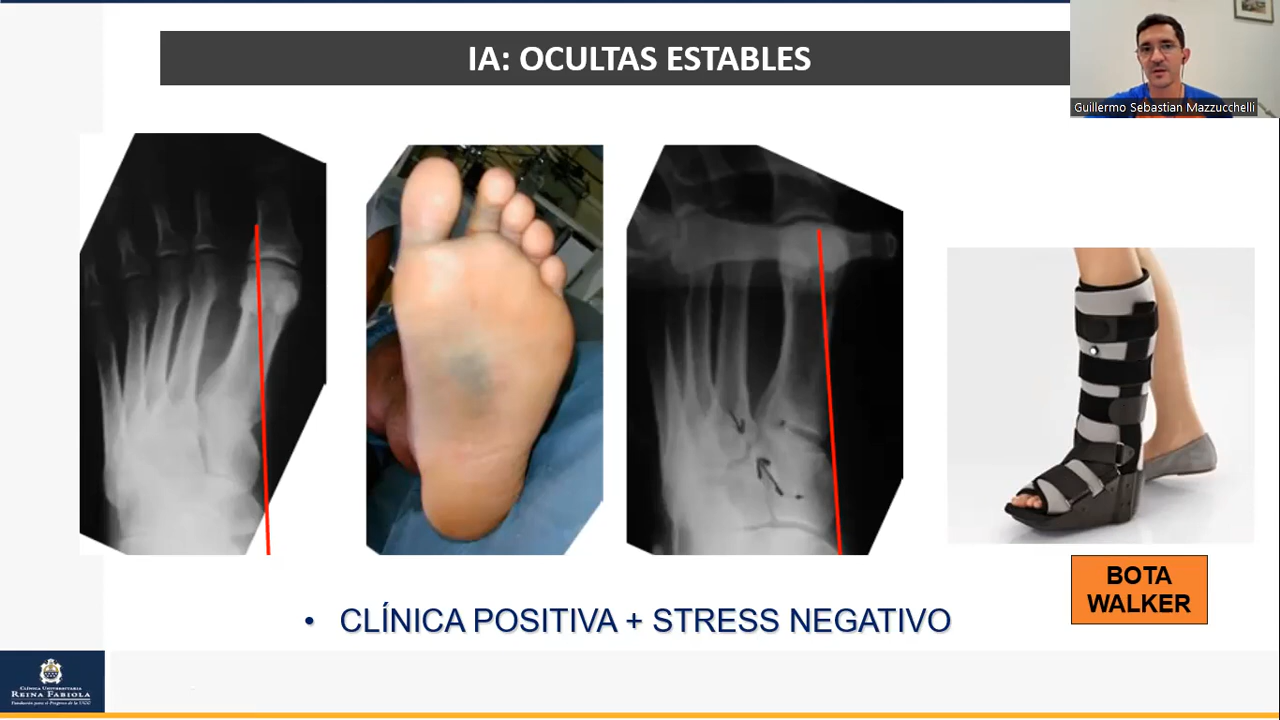 IA: OCULTAS ESTABLES
Guillermo Sebastian Mazzucchelli
BOTA
WALKER
• CLÍNICA POSITIVA + STRESS NEGATIVO
CLÍNICA UNIVERSITARIA
REINA FABIOLA